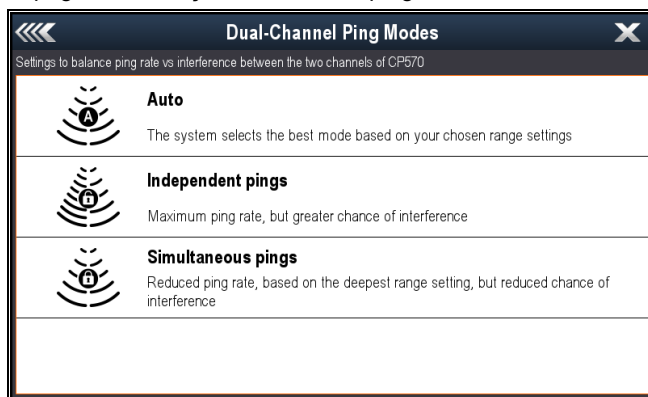 Dual-Channel Ping Modes
Settings to balance ping rate vs interference between the two channels of CP570
A
Auto
The system selects the best mode based on your chosen range settings
Independent pings
Maximum ping rate, but greater chance of interference
Simultaneous pings
Reduced ping rate, based on the deepest range setting, but reduced chance of
interference